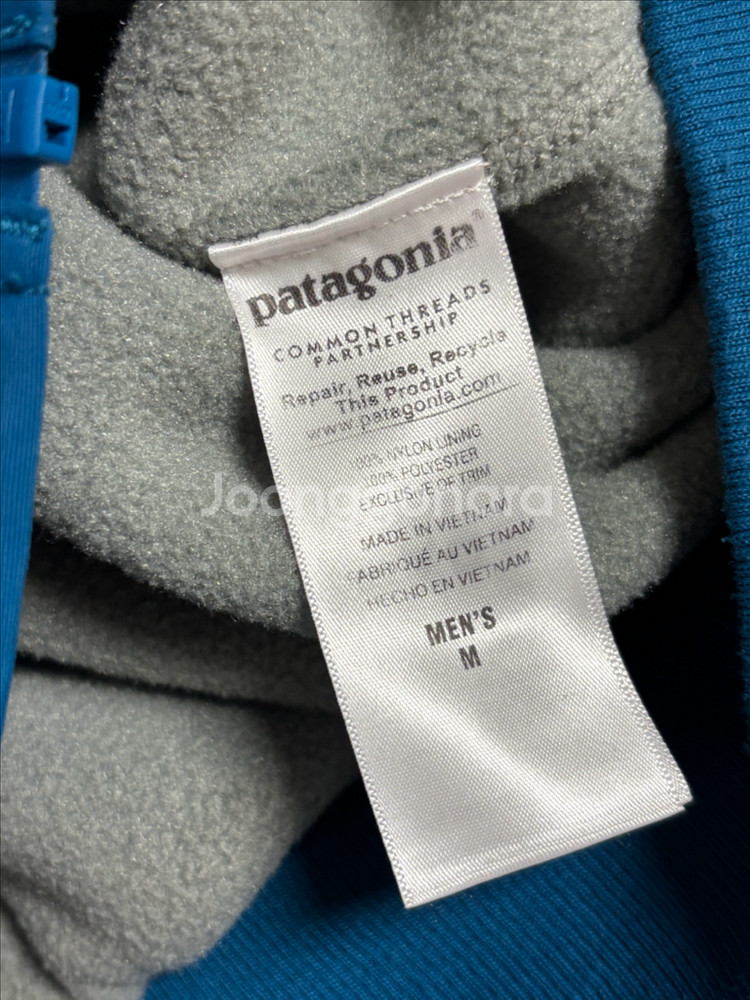 patagonia®
COMMON THREADS
PARTNERSHIP
Repair, Reuse, Recycle
This Product
www.patagonia.com
100% NYLON LINING
100% POLYESTER
EXCLUSIVE OF TRIM
MADE IN VIETNAM
FABRIQUÉ AU VIETNAM
HECHO EN VIETNAM
MEN'S
M
Joonggonara